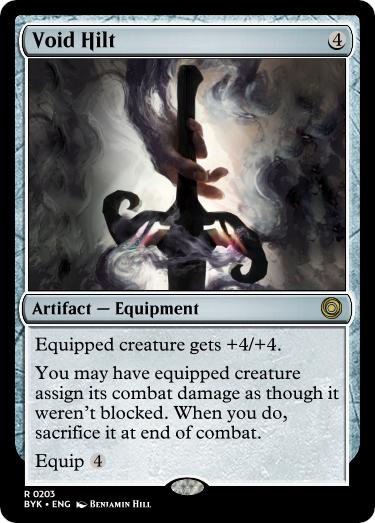 Void Hilt 4
Artifact — Equipment
Equipped creature gets +4/+4.
You may have equipped creature
assign its combat damage as though it
weren't blocked. When you do,
sacrifice it at end of combat.
Equip 4
R 0203
BYK • ENG Benjamin Hill